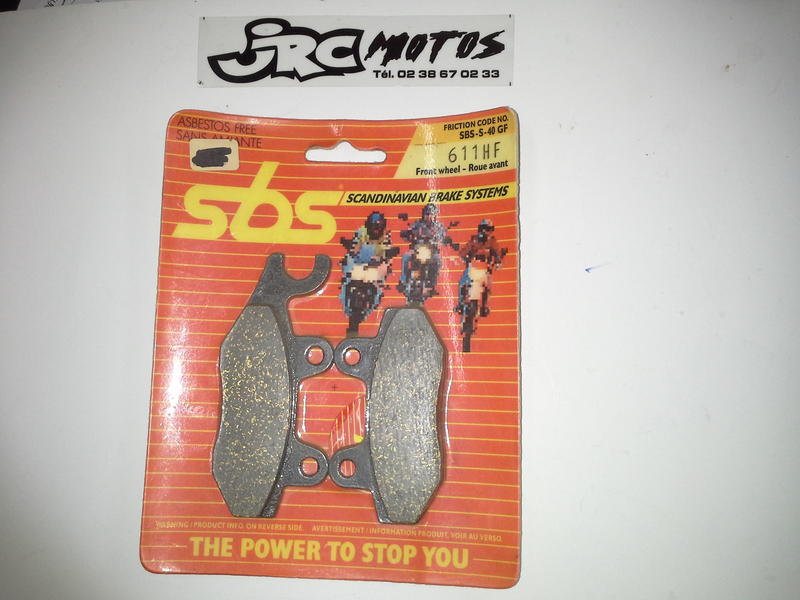 JRC MOTOS
Tél. 02 38 67 02 33
ASBESTOS FREE
SANS AMIANTE
FRICTION CODE NO.
SBS-S-40 GF
611HF
Front wheel - Roue avant
sbs
SCANDINAVIAN BRAKE SYSTEMS
WARNING / PRODUCT INFO. ON REVERSE SIDE. AVERTISSEMENT / INFORMATION PRODUIT, VOIR AU VERSO.
THE POWER TO STOP YOU